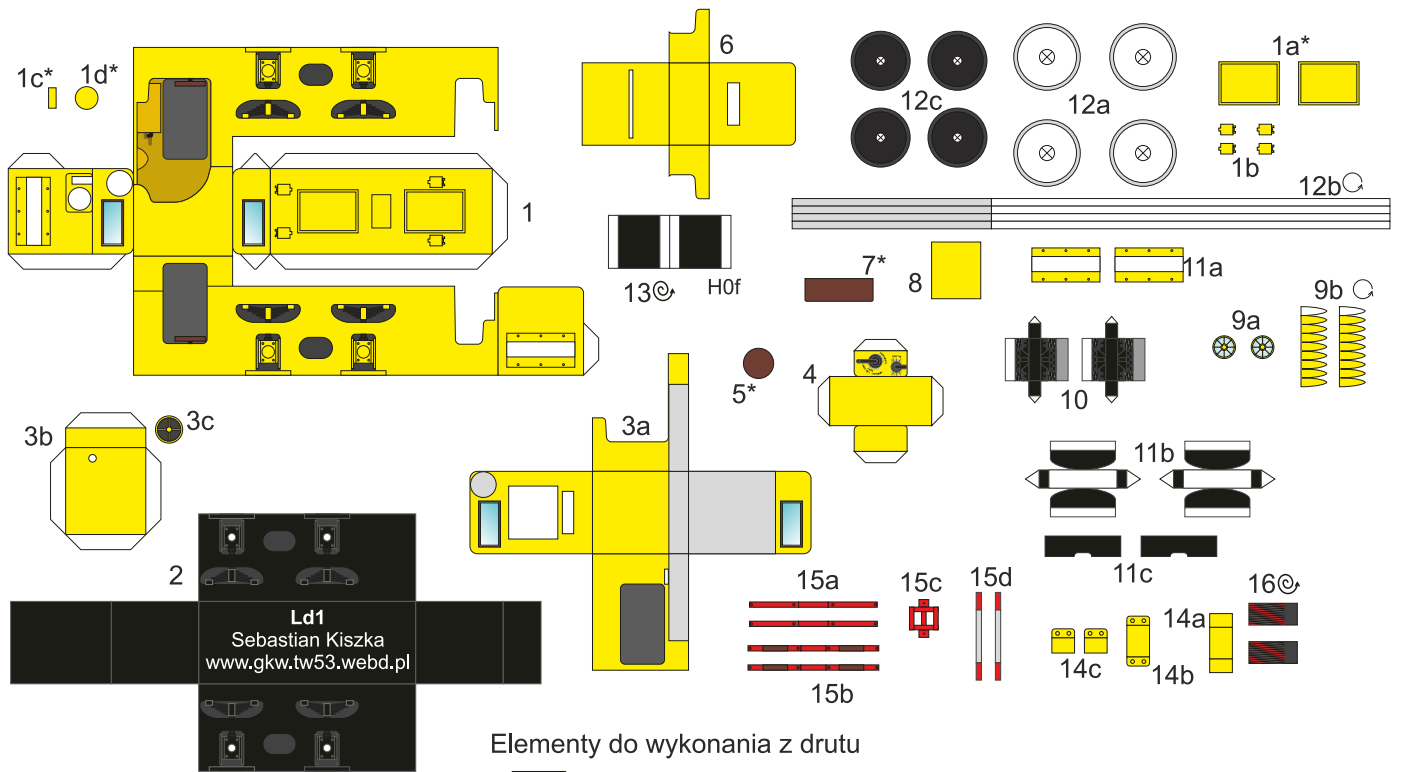 1c*
1d*
6
12c
12a
1a*
1b
12b
1
13
H0f
7*
8
11a
9b
9a
10
5*
4
3a
3b
3c
11b
11c
2
Ld1
Sebastian Kiszka
www.gkw.tw53.webd.pl
15a
15c
15d
16
14a
14c
14b
15b
Elementy do wykonania z drutu